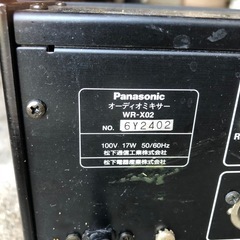 Panasonic
オーディオミキサー
WR-X02
NO. 6Y2402
100V 17W 50/60Hz
松下通信工業株式会社
松下電器産業株式会社